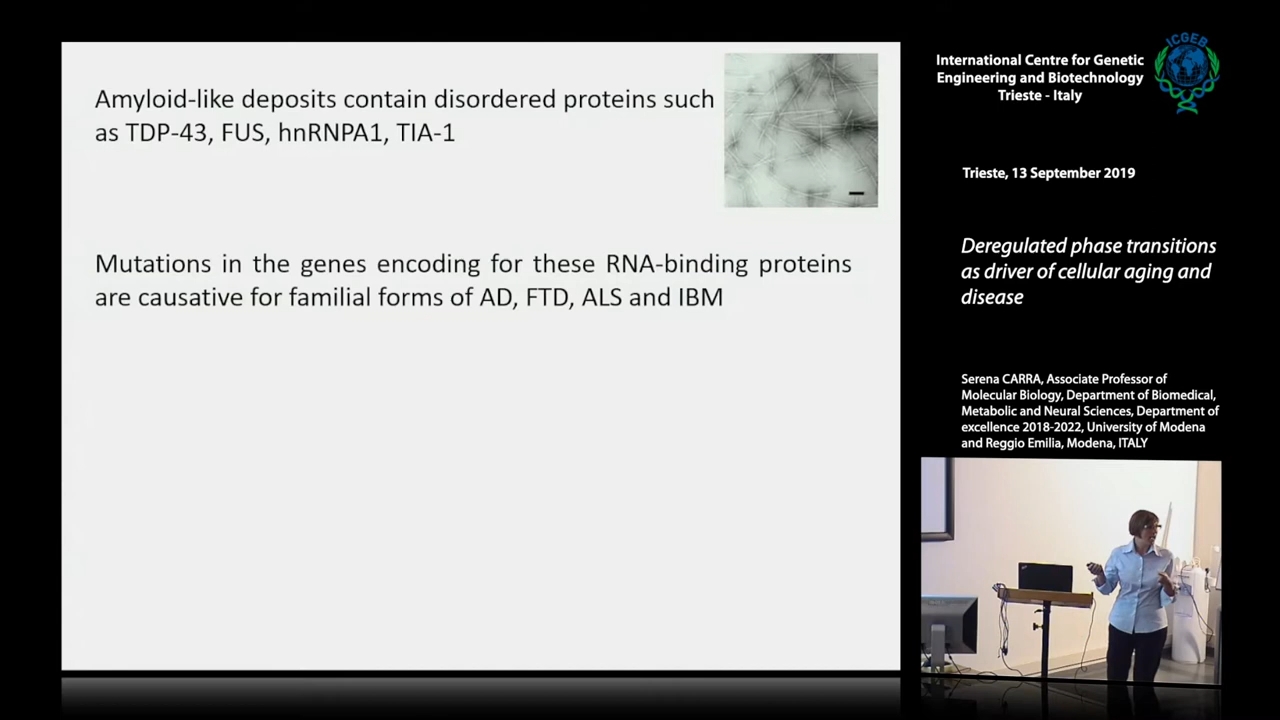 Amyloid-like deposits contain disordered proteins such
as TDP-43, FUS, hnRNPA1, TIA-1
Mutations in the genes encoding for these RNA-binding proteins
are causative for familial forms of AD, FTD, ALS and IBM
International Centre for Genetic
Engineering and Biotechnology
Trieste - Italy
ICGEB
Trieste, 13 September 2019
Deregulated phase transitions
as driver of cellular aging and
disease
Serena CARRA, Associate Professor of
Molecular Biology, Department of Biomedical,
Metabolic and Neural Sciences, Department of
excellence 2018-2022, University of Modena
and Reggio Emilia, Modena, ITALY